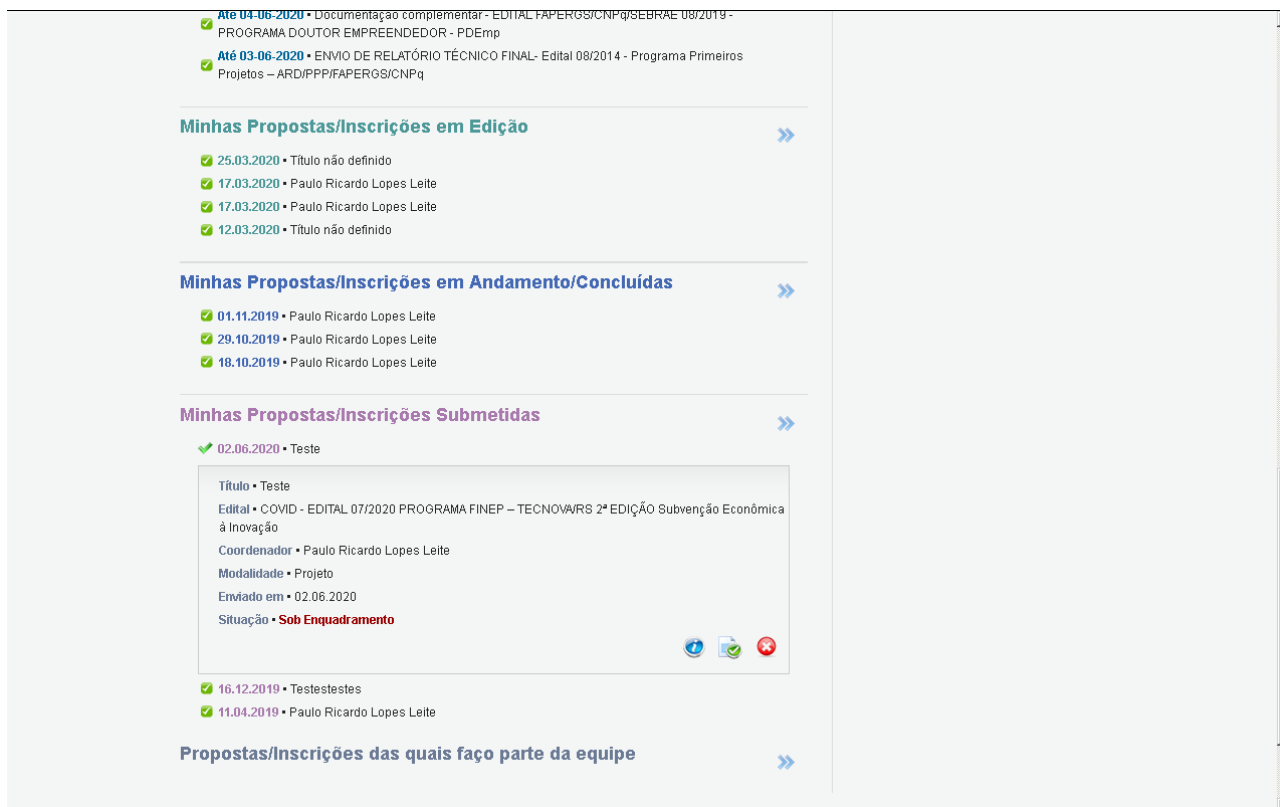 Até 04-06-2020 • Documentação complementar - EDITAL FAPERGS/CNPq/SEBRAE 08/2019 -
PROGRAMA DOUTOR EMPREENDEDOR - PDEmp
Até 03-06-2020 • ENVIO DE RELATÓRIO TÉCNICO FINAL- Edital 08/2014 - Programa Primeiros
Projetos – ARD/PPP/FAPERGS/CNPq
Minhas Propostas/Inscrições em Edição
25.03.2020 • Título não definido
17.03.2020 • Paulo Ricardo Lopes Leite
17.03.2020 • Paulo Ricardo Lopes Leite
12.03.2020 • Título não definido
Minhas Propostas/Inscrições em Andamento/Concluídas
01.11.2019 • Paulo Ricardo Lopes Leite
29.10.2019 • Paulo Ricardo Lopes Leite
18.10.2019 • Paulo Ricardo Lopes Leite
Minhas Propostas/Inscrições Submetidas
02.06.2020 • Teste
Título • Teste
Edital • COVID - EDITAL 07/2020 PROGRAMA FINEP – TECNOVA/RS 2ª EDIÇÃO Subvenção Econômica
à Inovação
Coordenador • Paulo Ricardo Lopes Leite
Modalidade • Projeto
Enviado em • 02.06.2020
Situação • Sob Enquadramento
16.12.2019 • Testestestes
11.04.2019 • Paulo Ricardo Lopes Leite
Propostas/Inscrições das quais faço parte da equipe